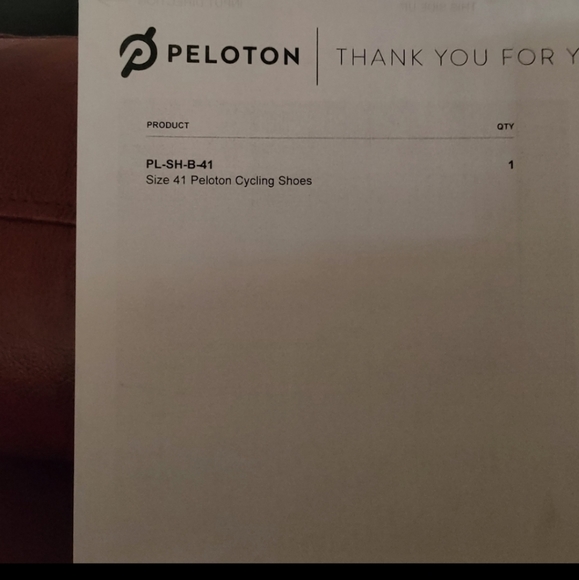 PELOTON | THANK YOU FOR Y
PRODUCT QTY
PL-SH-B-41 1
Size 41 Peloton Cycling Shoes